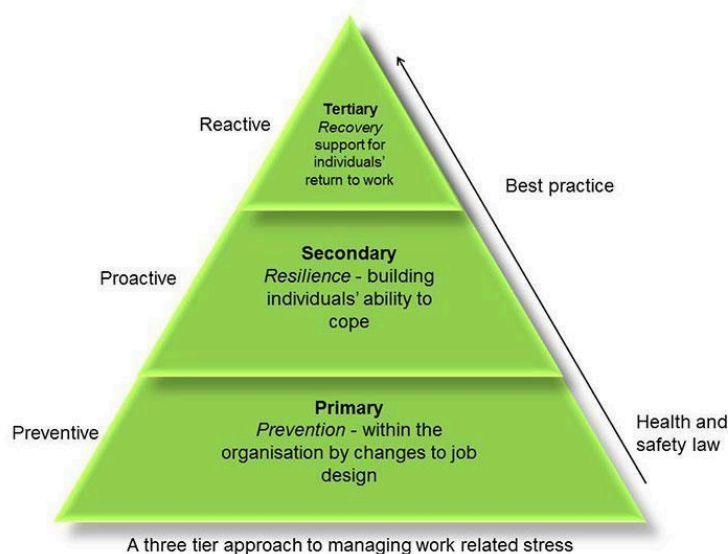 Reactive
Tertiary
Recovery
support for
individuals'
return to work
Best practice
Proactive
Secondary
Resilience - building
individuals' ability to
cope
Preventive
Primary
Prevention - within the
organisation by changes to job
design
Health and
safety law
A three tier approach to managing work related stress